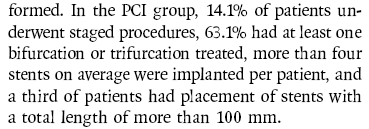 formed. In the PCI group, 14.1% of patients un-
derwent staged procedures, 63.1% had at least one
bifurcation or trifurcation treated, more than four
stents on average were implanted per patient, and
a third of patients had placement of stents with
a total length of more than 100 mm.